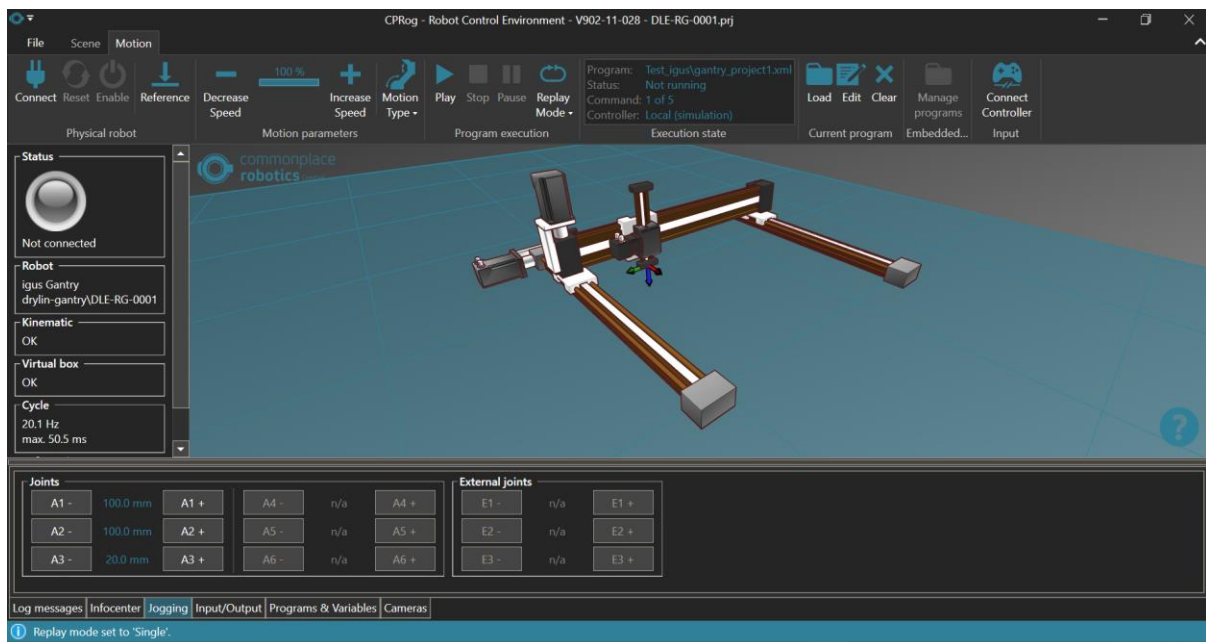 CPRog - Robot Control Environment - V902-11-028 - DLE-RG-0001.prj
File Scene Motion
Connect Reset Enable Reference
Physical robot
Decrease Speed
100 %
Increase Speed
Motion Type
Motion parameters
Play Stop Pause Replay Mode
Program execution
Program: Test_igus\gantry_project1.xml
Status: Not running
Command: 1 of 5
Controller: Local (simulation)
Execution state
Load Edit Clear
Current program
Manage programs
Embedded...
Connect Controller
Input
Status
Not connected
Robot
igus Gantry
drylin-gantry\DLE-RG-0001
Kinematic
OK
Virtual box
OK
Cycle
20.1 Hz
max. 50.5 ms
commonplace
robotics
?
Joints
A1 - 100.0 mm A1 + A4 - n/a A4 +
A2 - 100.0 mm A2 + A5 - n/a A5 +
A3 - 20.0 mm A3 + A6 - n/a A6 +
External joints
E1 - n/a E1 +
E2 - n/a E2 +
E3 - n/a E3 +
Log messages Infocenter Jogging Input/Output Programs & Variables Cameras
Replay mode set to 'Single'.